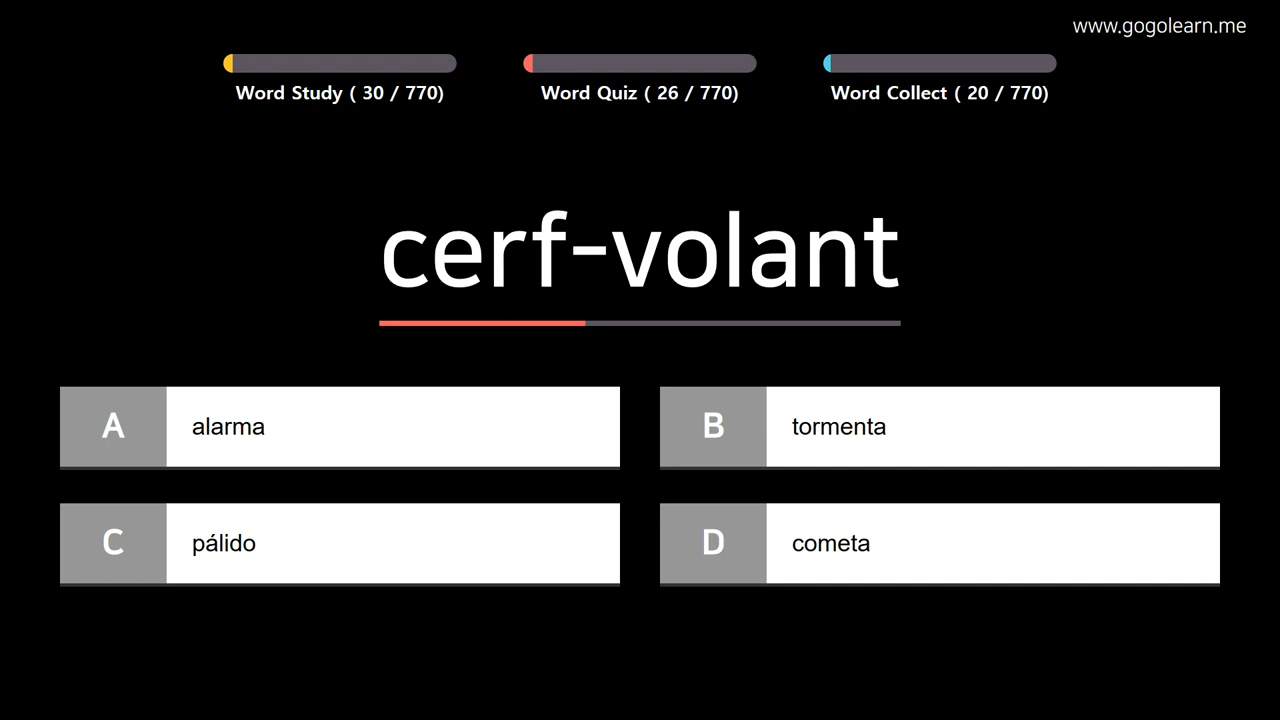 www.gogolearn.me
Word Study ( 30 / 770)
Word Quiz ( 26 / 770)
Word Collect ( 20 / 770)
cerf-volant
A alarma
B tormenta
C pálido
D cometa